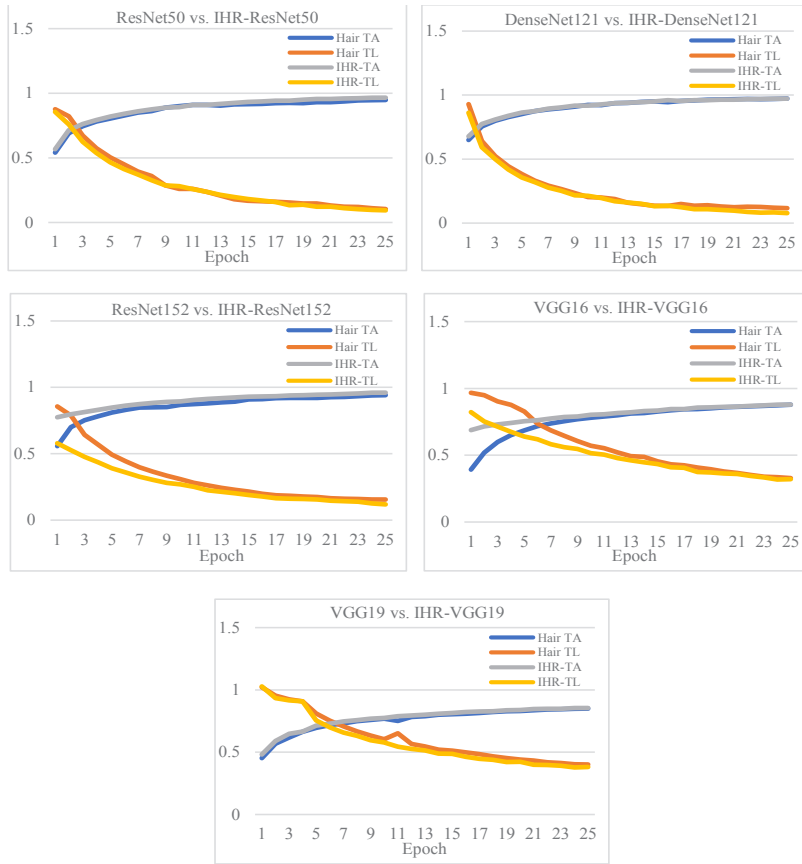 ResNet50 vs. IHR-ResNet50
1.5
1
0.5
0
Hair TA
Hair TL
IHR-TA
IHR-TL
1 3 5 7 9 11 13 15 17 19 21 23 25
Epoch
DenseNet121 vs. IHR-DenseNet121
1.5
1
0.5
0
Hair TA
Hair TL
IHR-TA
IHR-TL
1 3 5 7 9 11 13 15 17 19 21 23 25
Epoch
ResNet152 vs. IHR-ResNet152
1.5
1
0.5
0
Hair TA
Hair TL
IHR-TA
IHR-TL
1 3 5 7 9 11 13 15 17 19 21 23 25
Epoch
VGG16 vs. IHR-VGG16
1.5
1
0.5
0
Hair TA
Hair TL
IHR-TA
IHR-TL
1 3 5 7 9 11 13 15 17 19 21 23 25
Epoch
VGG19 vs. IHR-VGG19
1.5
1
0.5
0
Hair TA
Hair TL
IHR-TA
IHR-TL
1 3 5 7 9 11 13 15 17 19 21 23 25
Epoch